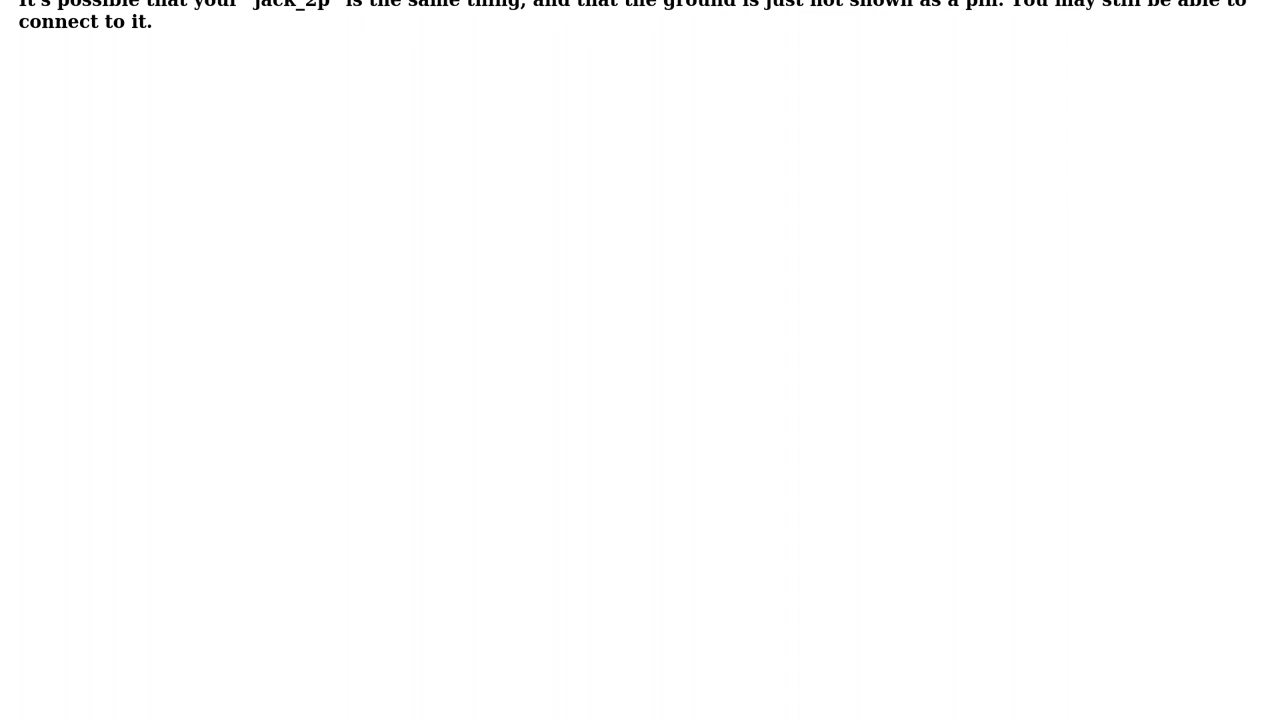 It's possible that your "jack_2p" is the same thing, and that the ground is just not shown as a pin. You may still be able to
connect to it.